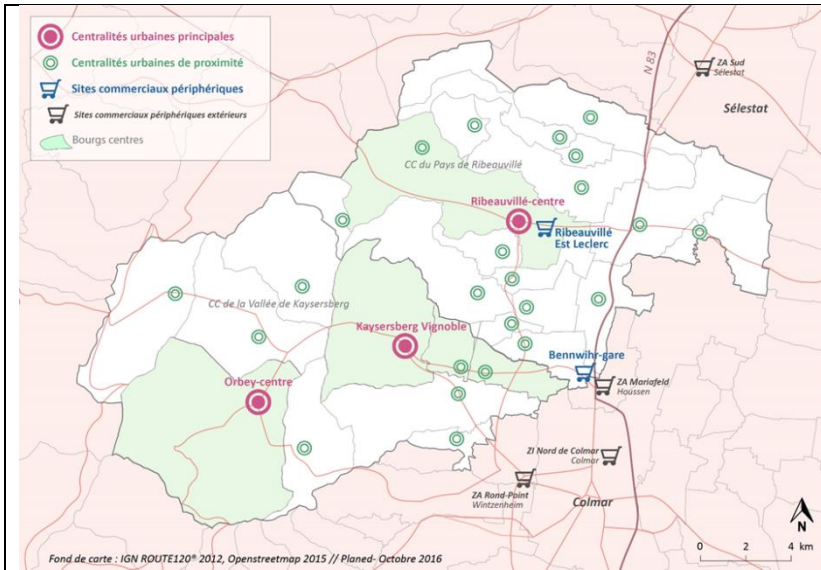 Centralités urbaines principales
Centralités urbaines de proximité
Sites commerciaux périphériques
Sites commerciaux périphériques extérieurs
Bourgs centres
N 83
ZA Sud
Sélestat
Sélestat
CC du Pays de Ribeauvillé
Ribeauvillé-centre
Ribeauvillé
Est Leclerc
CC de la Vallée de Kaysersberg
Kaysersberg Vignoble
Bennwihr-gare
Orbey-centre
ZA Mariafeld
Houssen
ZI Nord de Colmar
Colmar
ZA Rond-Point
Wintzenheim
Colmar
N
0 2 4 km
Fond de carte : IGN ROUTE120® 2012, Openstreetmap 2015 // Planed- Octobre 2016